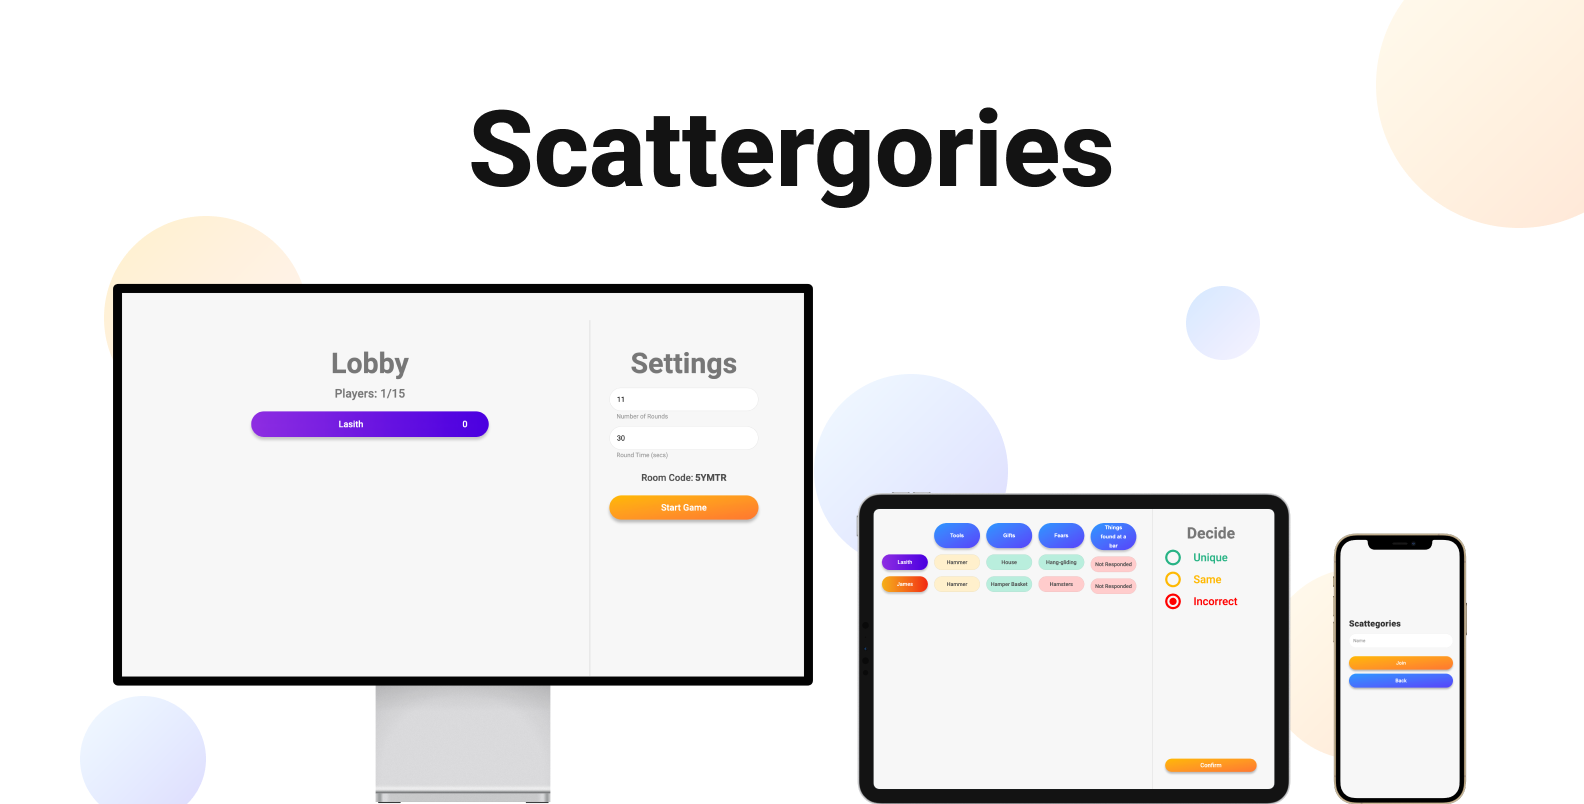 Scattergories
Lobby
Players: 1/15
Lasith 0
Settings
11
Number of Rounds
30
Round Time (secs)
Room Code: 5YMTR
Start Game
Tools Gifts Fears Things found at a bar
Lasith Hammer House Hang-gliding Not Responded
James Hammer Hamper Basket Hamsters Not Responded
Decide
Unique
Same
Incorrect
Confirm
Scattegories
Name
Join
Back